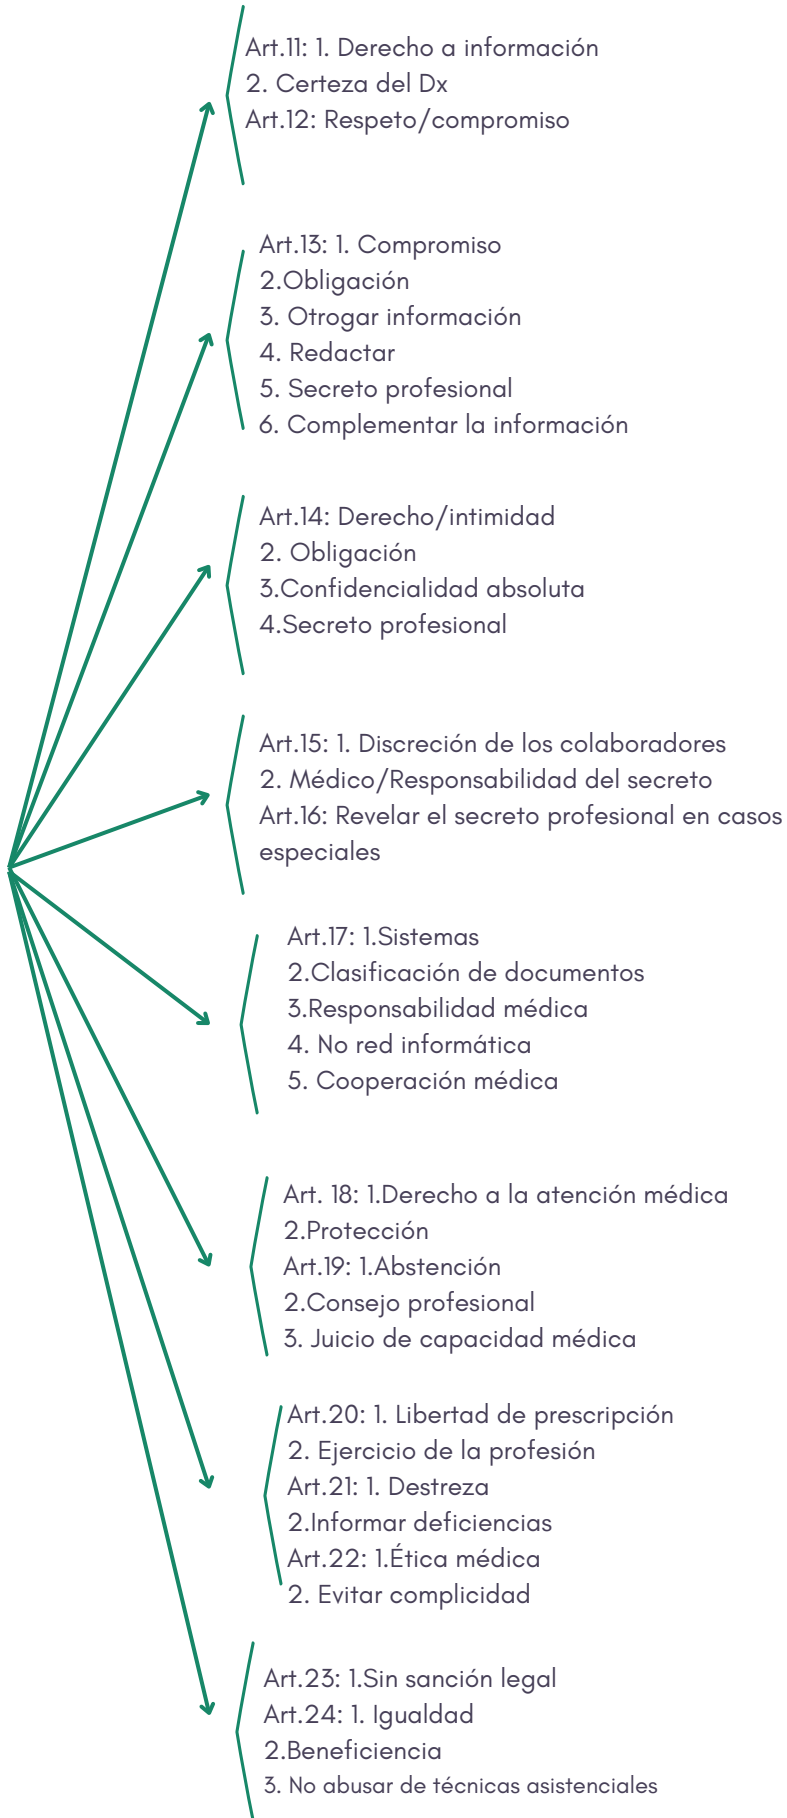 Art.11: 1. Derecho a información
2. Certeza del Dx
Art.12: Respeto/compromiso
Art.13: 1. Compromiso
2.Obligación
3. Otrogar información
4. Redactar
5. Secreto profesional
6. Complementar la información
Art.14: Derecho/intimidad
2. Obligación
3.Confidencialidad absoluta
4.Secreto profesional
Art.15: 1. Discreción de los colaboradores
2. Médico/Responsabilidad del secreto
Art.16: Revelar el secreto profesional en casos
especiales
Art.17: 1.Sistemas
2.Clasificación de documentos
3.Responsabilidad médica
4. No red informática
5. Cooperación médica
Art. 18: 1.Derecho a la atención médica
2.Protección
Art.19: 1.Abstención
2.Consejo profesional
3. Juicio de capacidad médica
Art.20: 1. Libertad de prescripción
2. Ejercicio de la profesión
Art.21: 1. Destreza
2.Informar deficiencias
Art.22: 1.Ética médica
2. Evitar complicidad
Art.23: 1.Sin sanción legal
Art.24: 1. Igualdad
2.Beneficiencia
3. No abusar de técnicas asistenciales